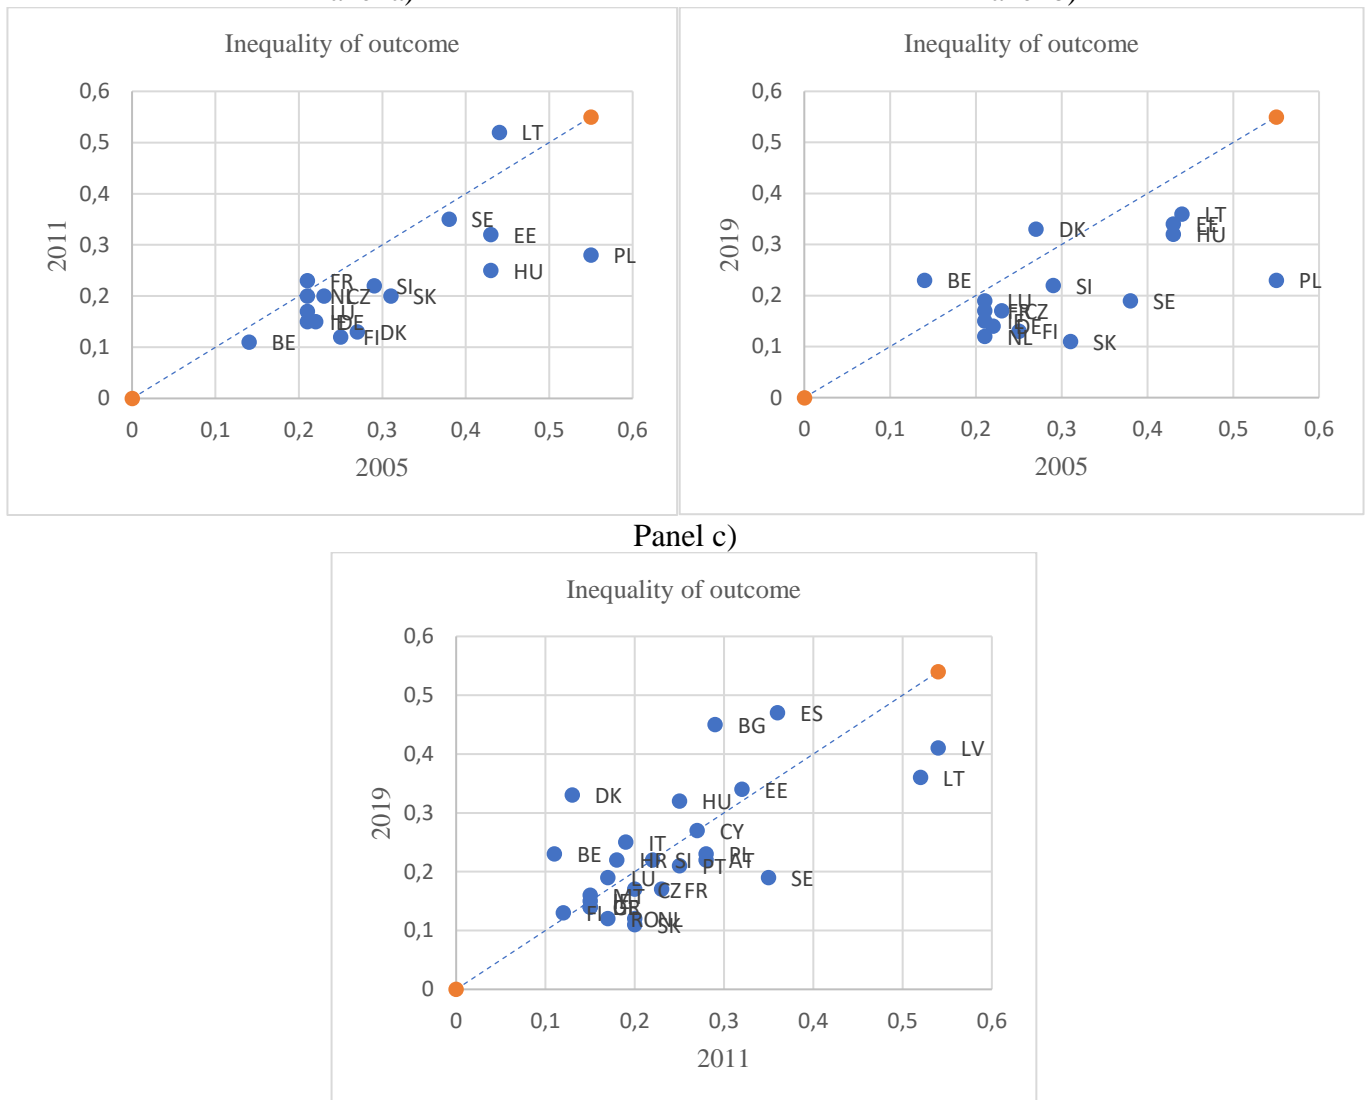 Inequality of outcome
0,6
0,5
0,4
0,3
0,2
0,1
0
2011
LT
SE
EE
PL
HU
FR
SI
NL
CZ
SK
LU
IE
DE
FI
DK
BE
0 0,1 0,2 0,3 0,4 0,5 0,6
2005
Inequality of outcome
0,6
0,5
0,4
0,3
0,2
0,1
0
2019
LT
EE
HU
DK
BE
SI
PL
SE
LU
FR
CZ
IE
DE
FI
NL
SK
0 0,1 0,2 0,3 0,4 0,5 0,6
2005
Panel c)
Inequality of outcome
0,6
0,5
0,4
0,3
0,2
0,1
0
2019
ES
BG
LV
LT
DK
EE
HU
CY
IT
BE
HR
SI
PL
AT
PT
LU
SE
CZ
FR
FI
RO
NL
SK
0 0,1 0,2 0,3 0,4 0,5 0,6
2011